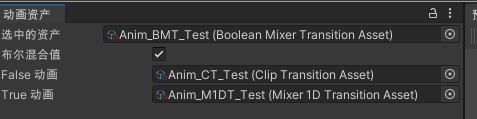 动画资产
选中的资产 Anim_BMT_Test (Boolean Mixer Transition Asset)
布尔混合值
False 动画 Anim_CT_Test (Clip Transition Asset)
True 动画 Anim_M1DT_Test (Mixer 1D Transition Asset)